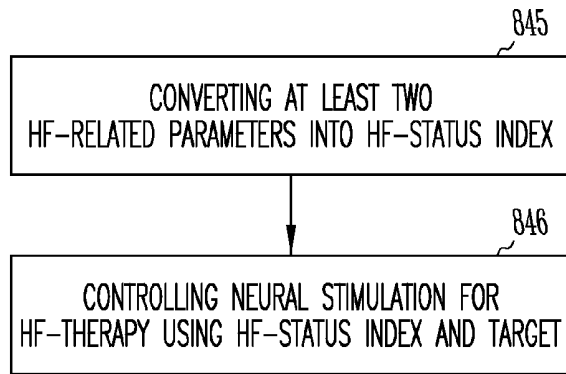 845
CONVERTING AT LEAST TWO
HF-RELATED PARAMETERS INTO HF-STATUS INDEX
846
CONTROLLING NEURAL STIMULATION FOR
HF-THERAPY USING HF-STATUS INDEX AND TARGET